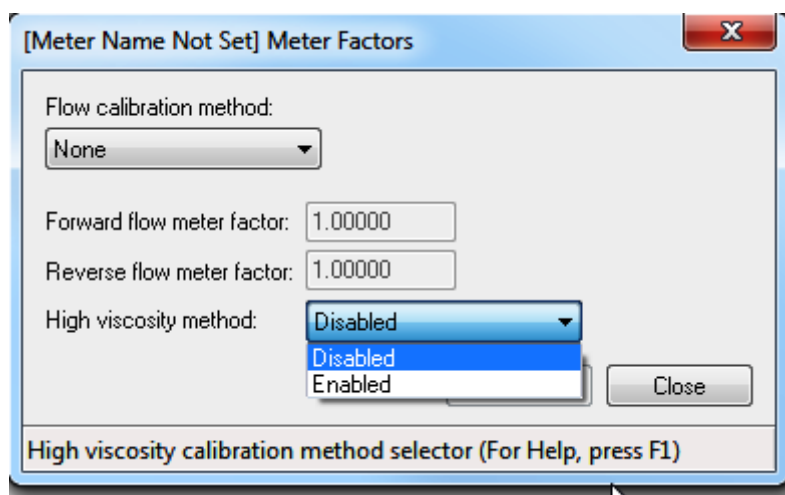 [Meter Name Not Set] Meter Factors
Flow calibration method:
None
Forward flow meter factor: 1.00000
Reverse flow meter factor: 1.00000
High viscosity method: Disabled
Disabled
Enabled
Close
High viscosity calibration method selector (For Help, press F1)